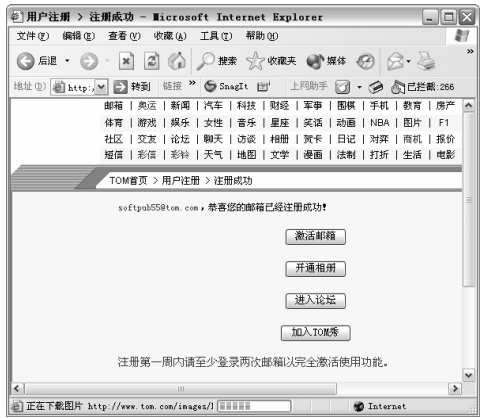 用户注册 > 注册成功 - Microsoft Internet Explorer
文件(F) 编辑(E) 查看(V) 收藏(A) 工具(T) 帮助(H)
后退 搜索 收藏夹 媒体
地址(D) http:/ 转到 链接 » SnagIt 上网助手 已拦截:266
邮箱 | 奥运 | 新闻 | 汽车 | 科技 | 财经 | 军事 | 围棋 | 手机 | 教育 | 房产
体育 | 游戏 | 娱乐 | 女性 | 音乐 | 星座 | 笑话 | 动画 | NBA | 图片 | F1
社区 | 交友 | 论坛 | 聊天 | 访谈 | 相册 | 贺卡 | 日记 | 对弈 | 商机 | 报价
短信 | 彩信 | 彩铃 | 天气 | 地图 | 文学 | 漫画 | 法制 | 打折 | 生活 | 电影
TOM首页 > 用户注册 > 注册成功
softpub55@tom.com，恭喜您的邮箱已经注册成功!
激活邮箱
开通相册
进入论坛
加入TOM秀
注册第一周内请至少登录两次邮箱以完全激活使用功能。
正在下载图片 http://www.tom.com/images/l Internet